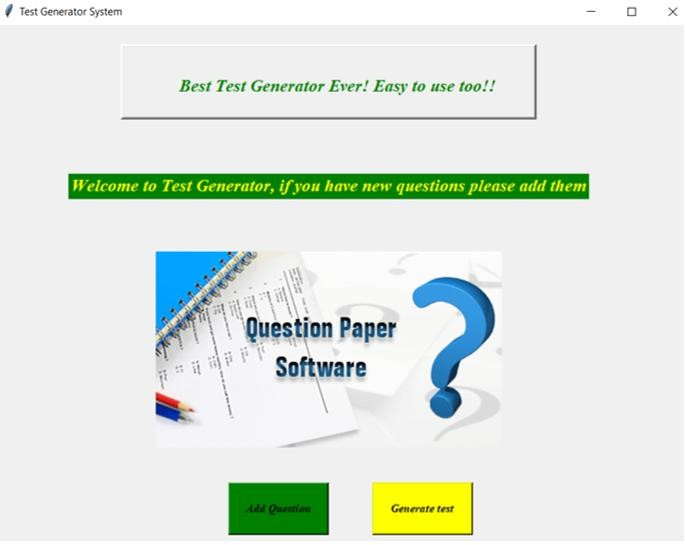 Test Generator System
Best Test Generator Ever! Easy to use too!!
Welcome to Test Generator, if you have new questions please add them
Question Paper
Software
Add Question
Generate test